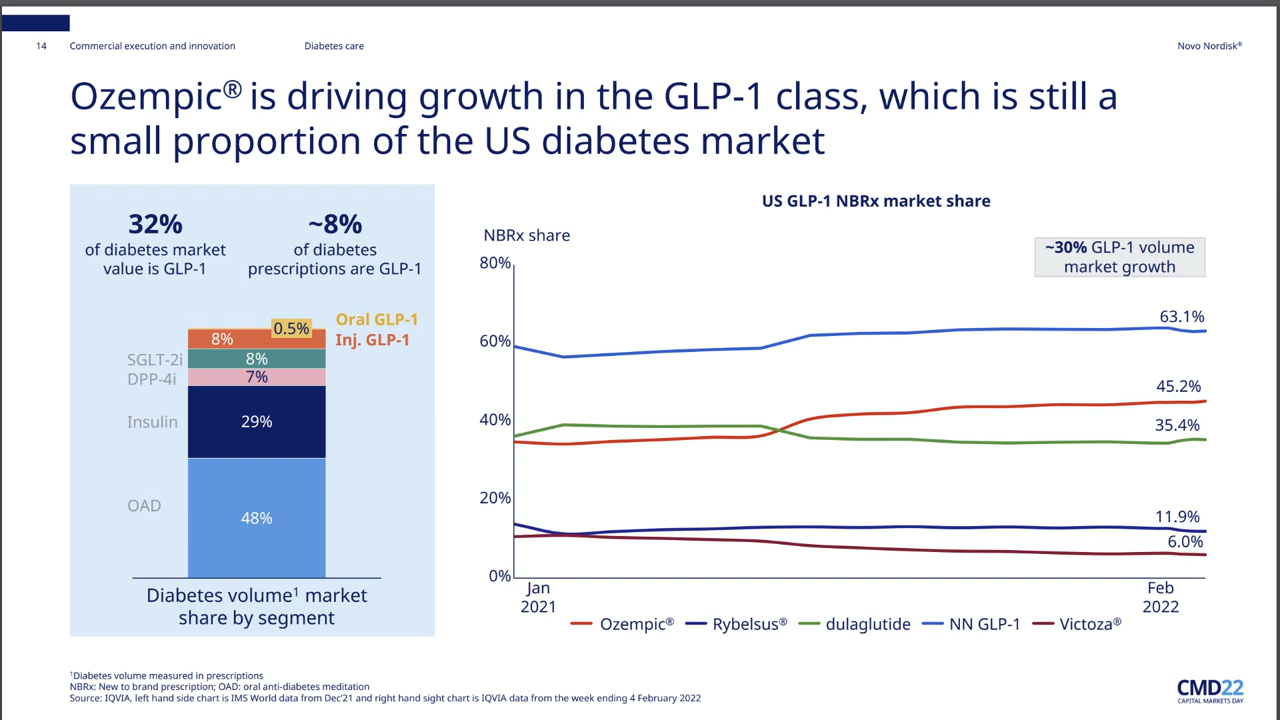 14 Commercial execution and innovation Diabetes care Novo Nordisk®
Ozempic® is driving growth in the GLP-1 class, which is still a
small proportion of the US diabetes market
32%
of diabetes market
value is GLP-1
~8%
of diabetes
prescriptions are GLP-1
0.5%
Oral GLP-1
8%
Inj. GLP-1
SGLT-2i
8%
DPP-4i
7%
Insulin
29%
OAD
48%
Diabetes volume¹ market
share by segment
US GLP-1 NBRx market share
NBRx share
~30% GLP-1 volume
market growth
80%
60%
40%
20%
0%
63.1%
45.2%
35.4%
11.9%
6.0%
Jan
2021
Feb
2022
Ozempic® Rybelsus® dulaglutide NN GLP-1 Victoza®
¹Diabetes volume measured in prescriptions
NBRx: New to brand prescription; OAD: oral anti-diabetes meditation
Source: IQVIA, left hand side chart is IMS World data from Dec'21 and right hand sight chart is IQVIA data from the week ending 4 February 2022
CMD22
CAPITAL MARKETS DAY